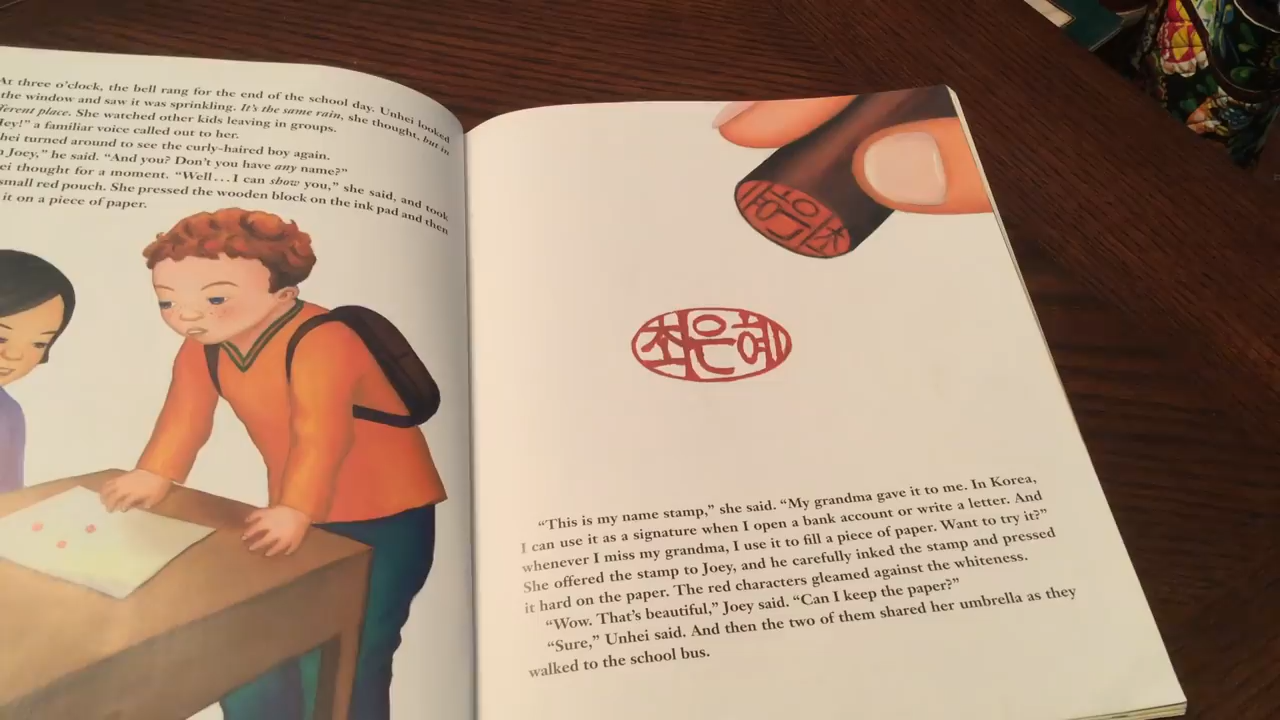 At three o'clock, the bell rang for the end of the school day. Unhei looked
the window and saw it was sprinkling. It's the same rain, she thought, but in
place. She watched other kids leaving in groups.
a familiar voice called out to her.
turned around to see the curly-haired boy again.
Joey," he said. "And you? Don't you have any name?"
thought for a moment. "Well...I can show you," she said, and took
small red pouch. She pressed the wooden block on the ink pad and then
it on a piece of paper.
은혜
"This is my name stamp," she said. "My grandma gave it to me. In Korea,
I can use it as a signature when I open a bank account or write a letter. And
whenever I miss my grandma, I use it to fill a piece of paper. Want to try it?"
She offered the stamp to Joey, and he carefully inked the stamp and pressed
it hard on the paper. The red characters gleamed against the whiteness.
"Wow. That's beautiful," Joey said. "Can I keep the paper?"
"Sure," Unhei said. And then the two of them shared her umbrella as they
walked to the school bus.